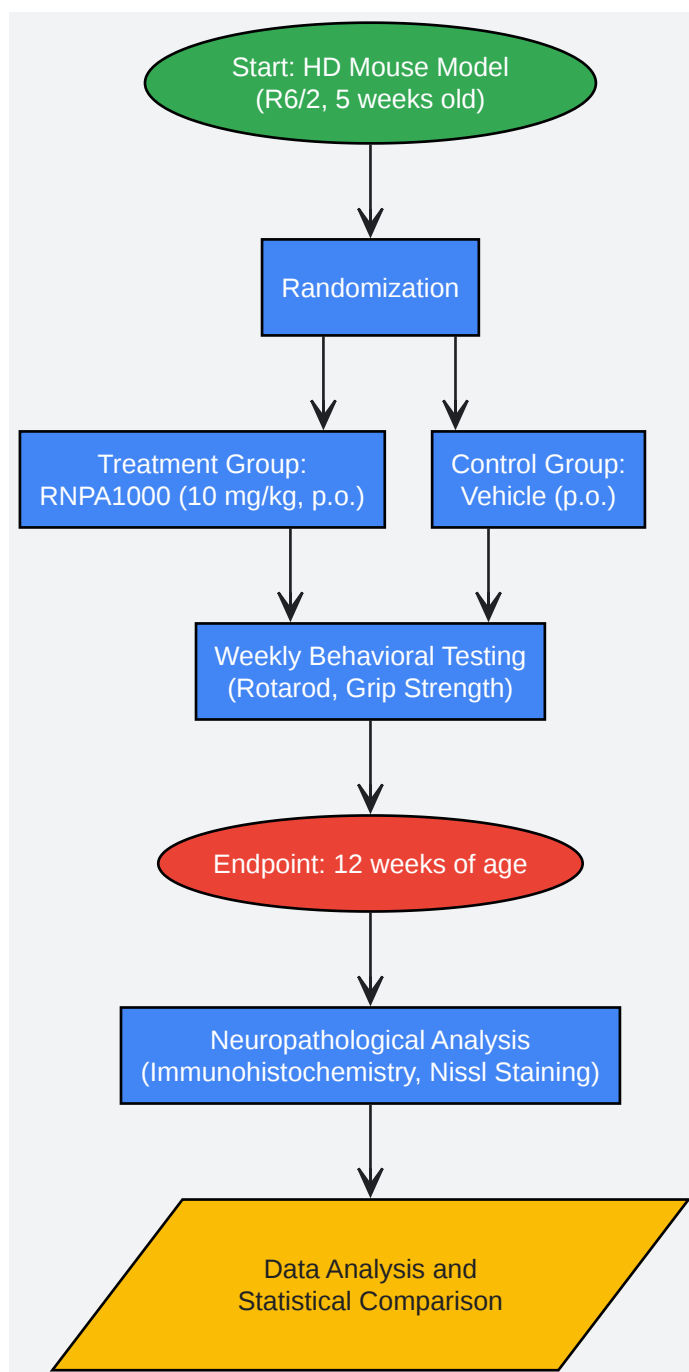 Start: HD Mouse Model
(R6/2, 5 weeks old)
Randomization
Treatment Group:
RNPA1000 (10 mg/kg, p.o.)
Control Group:
Vehicle (p.o.)
Weekly Behavioral Testing
(Rotarod, Grip Strength)
Endpoint: 12 weeks of age
Neuropathological Analysis
(Immunohistochemistry, Nissl Staining)
Data Analysis and
Statistical Comparison